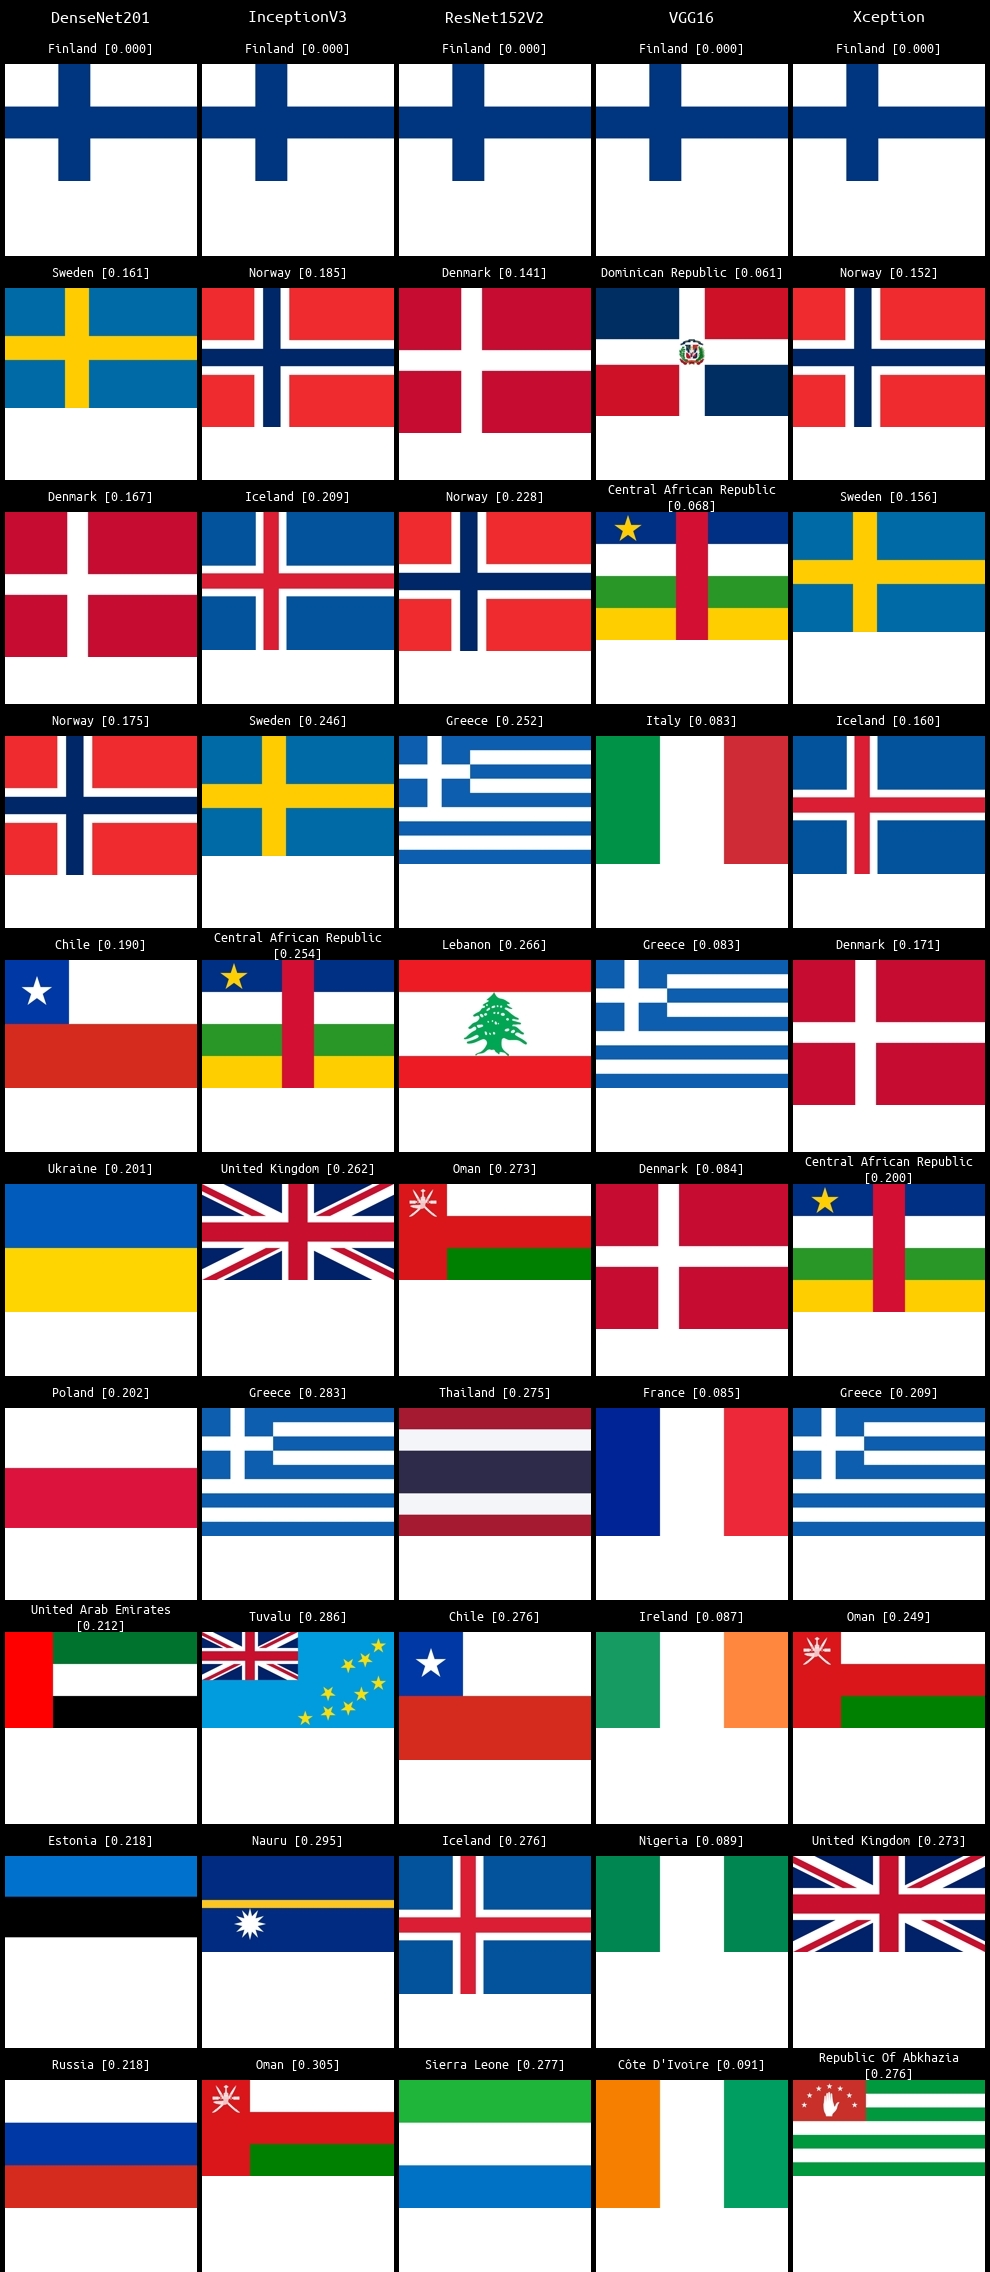 DenseNet201 InceptionV3 ResNet152V2 VGG16 Xception
Finland [0.000] Finland [0.000] Finland [0.000] Finland [0.000] Finland [0.000]
Sweden [0.161] Norway [0.185] Denmark [0.141] Dominican Republic [0.061] Norway [0.152]
Denmark [0.167] Iceland [0.209] Norway [0.228] Central African Republic
[0.068] Sweden [0.156]
Norway [0.175] Sweden [0.246] Greece [0.252] Italy [0.083] Iceland [0.160]
Chile [0.190] Central African Republic
[0.254] Lebanon [0.266] Greece [0.083] Denmark [0.171]
Ukraine [0.201] United Kingdom [0.262] Oman [0.273] Denmark [0.084] Central African Republic
[0.200]
Poland [0.202] Greece [0.283] Thailand [0.275] France [0.085] Greece [0.209]
United Arab Emirates
[0.212] Tuvalu [0.286] Chile [0.276] Ireland [0.087] Oman [0.249]
Estonia [0.218] Nauru [0.295] Iceland [0.276] Nigeria [0.089] United Kingdom [0.273]
Russia [0.218] Oman [0.305] Sierra Leone [0.277] Côte D'Ivoire [0.091] Republic Of Abkhazia
[0.276]